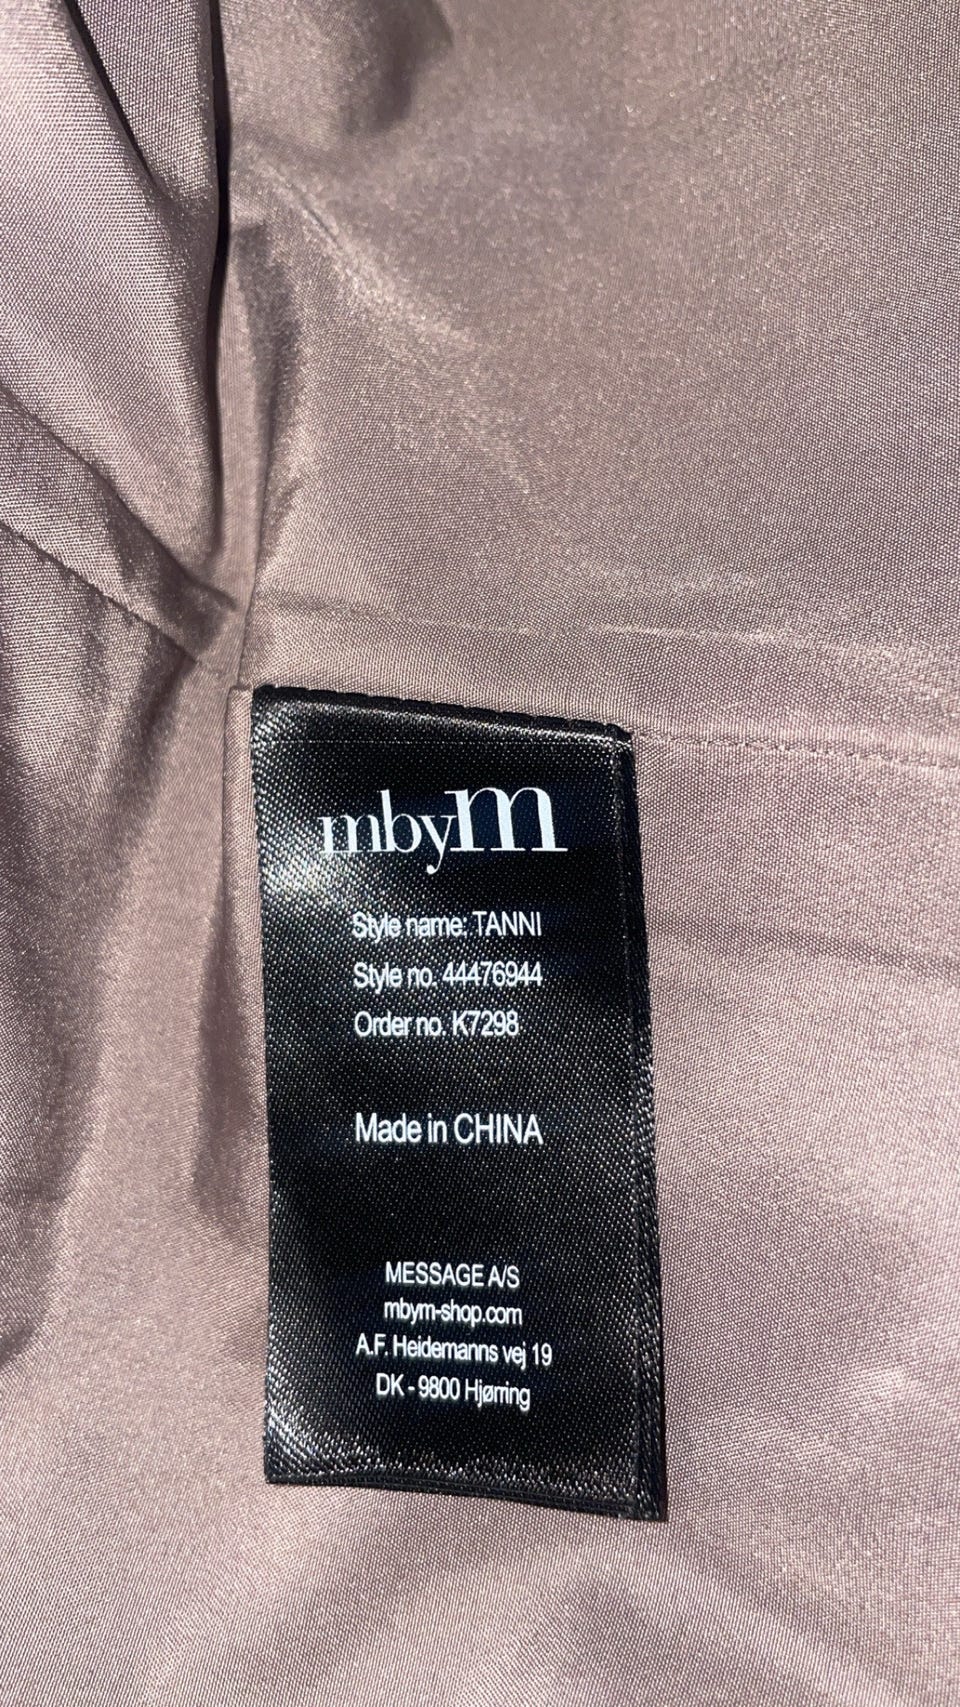 mbyM
Style name: TANNI
Style no. 44476944
Order no. K7298
Made in CHINA
MESSAGE A/S
mbym-shop.com
A.F. Heidemanns vej 19
DK - 9800 Hjørring